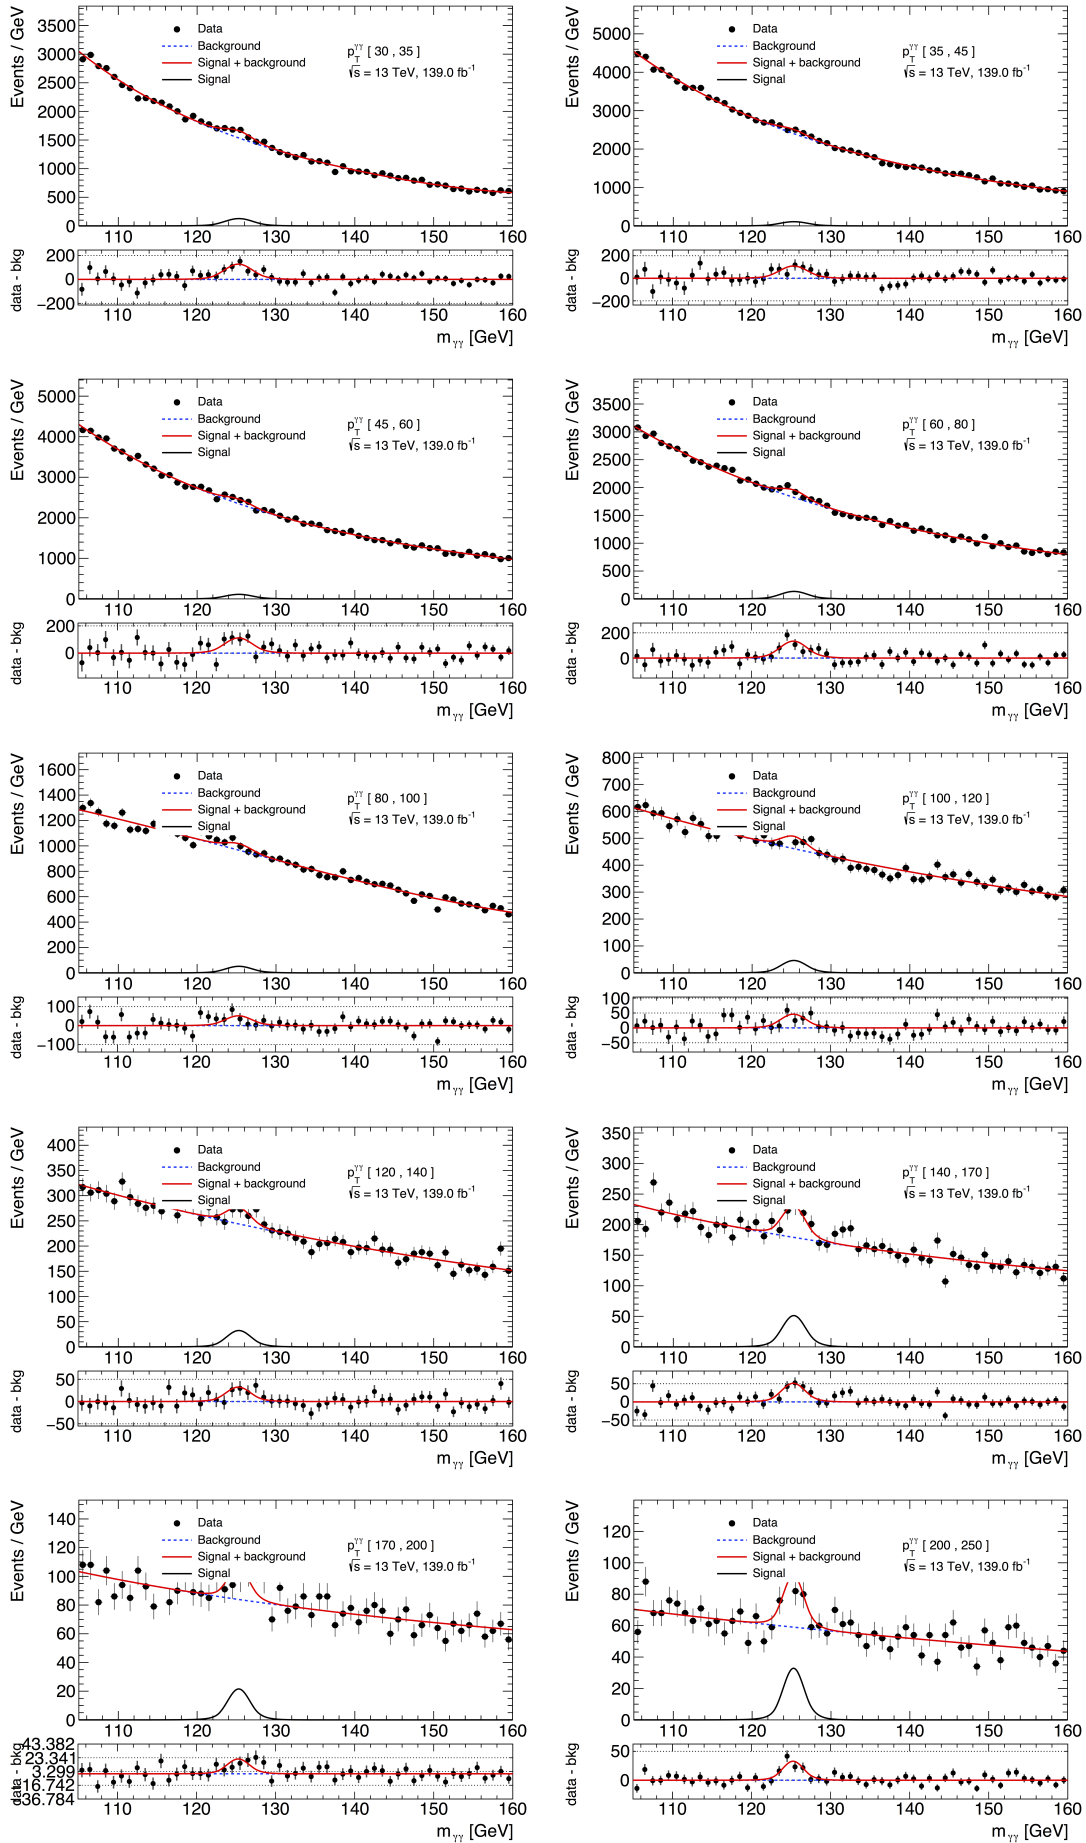 Events / GeV
3500
3000
2500
2000
1500
1000
500
0
Data
Background
Signal + background
Signal
p_T^γγ [ 30 , 35 ]
√s = 13 TeV, 139.0 fb⁻¹
110 120 130 140 150 160
data - bkg
200
0
−200
110 120 130 140 150 160
m_γγ [GeV]
Events / GeV
5000
4000
3000
2000
1000
0
Data
Background
Signal + background
Signal
p_T^γγ [ 35 , 45 ]
√s = 13 TeV, 139.0 fb⁻¹
110 120 130 140 150 160
data - bkg
200
0
−200
110 120 130 140 150 160
m_γγ [GeV]
Events / GeV
5000
4000
3000
2000
1000
0
Data
Background
Signal + background
Signal
p_T^γγ [ 45 , 60 ]
√s = 13 TeV, 139.0 fb⁻¹
110 120 130 140 150 160
data - bkg
200
0
110 120 130 140 150 160
m_γγ [GeV]
Events / GeV
3500
3000
2500
2000
1500
1000
500
0
Data
Background
Signal + background
Signal
p_T^γγ [ 60 , 80 ]
√s = 13 TeV, 139.0 fb⁻¹
110 120 130 140 150 160
data - bkg
200
0
110 120 130 140 150 160
m_γγ [GeV]
Events / GeV
1600
1400
1200
1000
800
600
400
200
0
Data
Background
Signal + background
Signal
p_T^γγ [ 80 , 100 ]
√s = 13 TeV, 139.0 fb⁻¹
110 120 130 140 150 160
data - bkg
100
0
−100
110 120 130 140 150 160
m_γγ [GeV]
Events / GeV
800
700
600
500
400
300
200
100
0
Data
Background
Signal + background
Signal
p_T^γγ [ 100 , 120 ]
√s = 13 TeV, 139.0 fb⁻¹
110 120 130 140 150 160
data - bkg
100
50
0
−50
110 120 130 140 150 160
m_γγ [GeV]
Events / GeV
400
350
300
250
200
150
100
50
0
Data
Background
Signal + background
Signal
p_T^γγ [ 120 , 140 ]
√s = 13 TeV, 139.0 fb⁻¹
110 120 130 140 150 160
data - bkg
50
0
−50
110 120 130 140 150 160
m_γγ [GeV]
Events / GeV
350
300
250
200
150
100
50
0
Data
Background
Signal + background
Signal
p_T^γγ [ 140 , 170 ]
√s = 13 TeV, 139.0 fb⁻¹
110 120 130 140 150 160
data - bkg
50
0
−50
110 120 130 140 150 160
m_γγ [GeV]
Events / GeV
140
120
100
80
60
40
20
0
Data
Background
Signal + background
Signal
p_T^γγ [ 170 , 200 ]
√s = 13 TeV, 139.0 fb⁻¹
110 120 130 140 150 160
data - bkg
43.382
23.341
3.299
16.742
36.784
110 120 130 140 150 160
m_γγ [GeV]
Events / GeV
120
100
80
60
40
20
0
Data
Background
Signal + background
Signal
p_T^γγ [ 200 , 250 ]
√s = 13 TeV, 139.0 fb⁻¹
110 120 130 140 150 160
data - bkg
50
0
110 120 130 140 150 160
m_γγ [GeV]